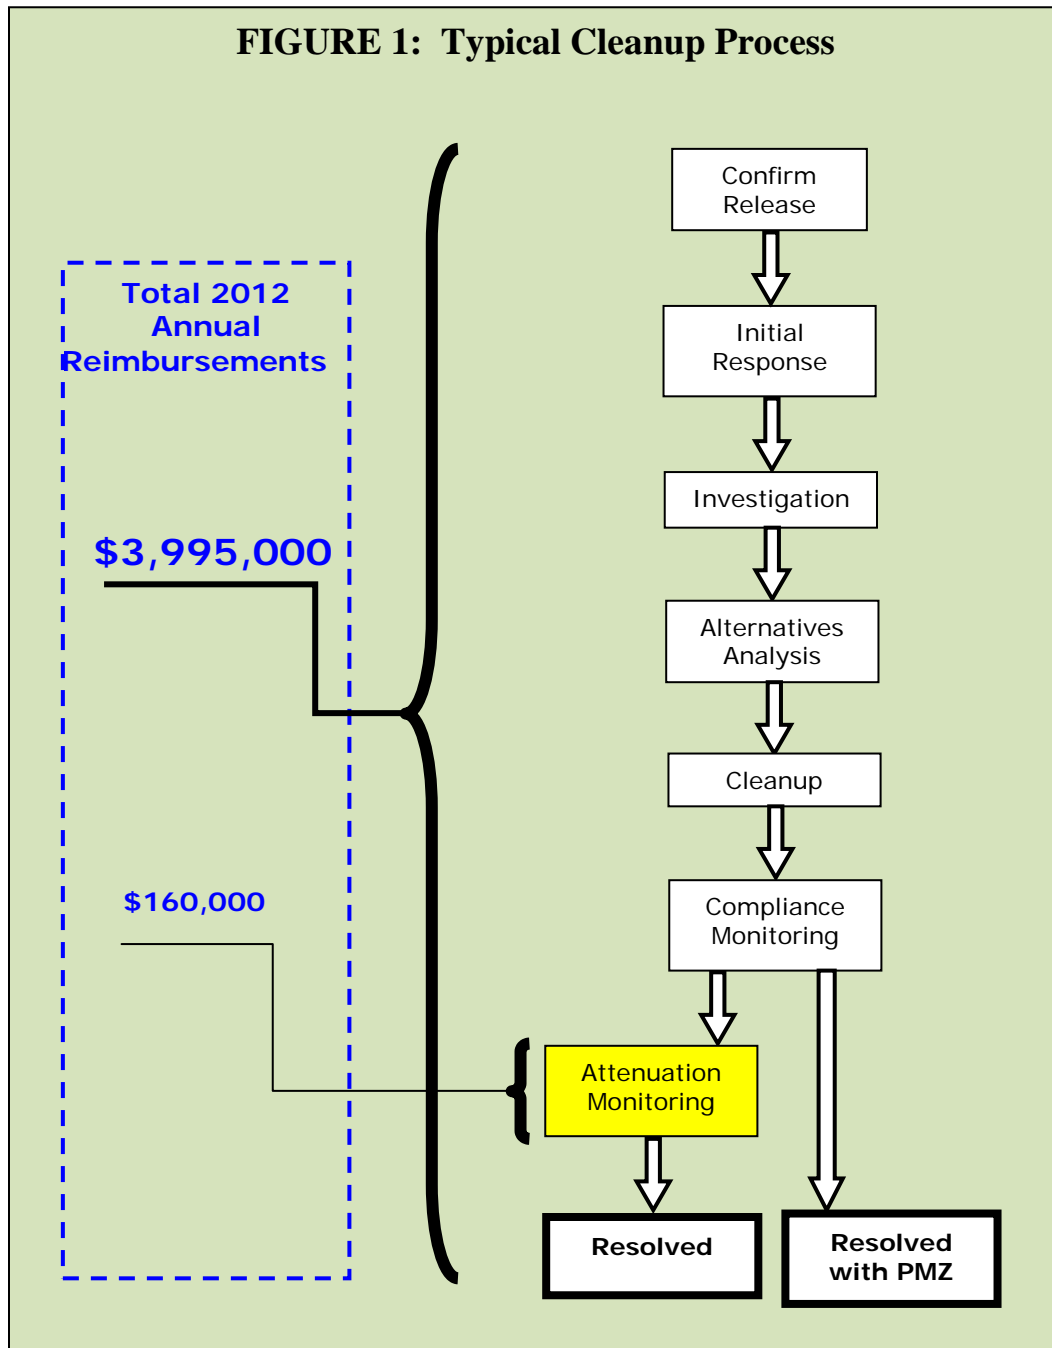 FIGURE 1: Typical Cleanup Process
Total 2012
Annual
Reimbursements
$3,995,000
$160,000
Confirm
Release
Initial
Response
Investigation
Alternatives
Analysis
Cleanup
Compliance
Monitoring
Attenuation
Monitoring
Resolved
Resolved
with PMZ